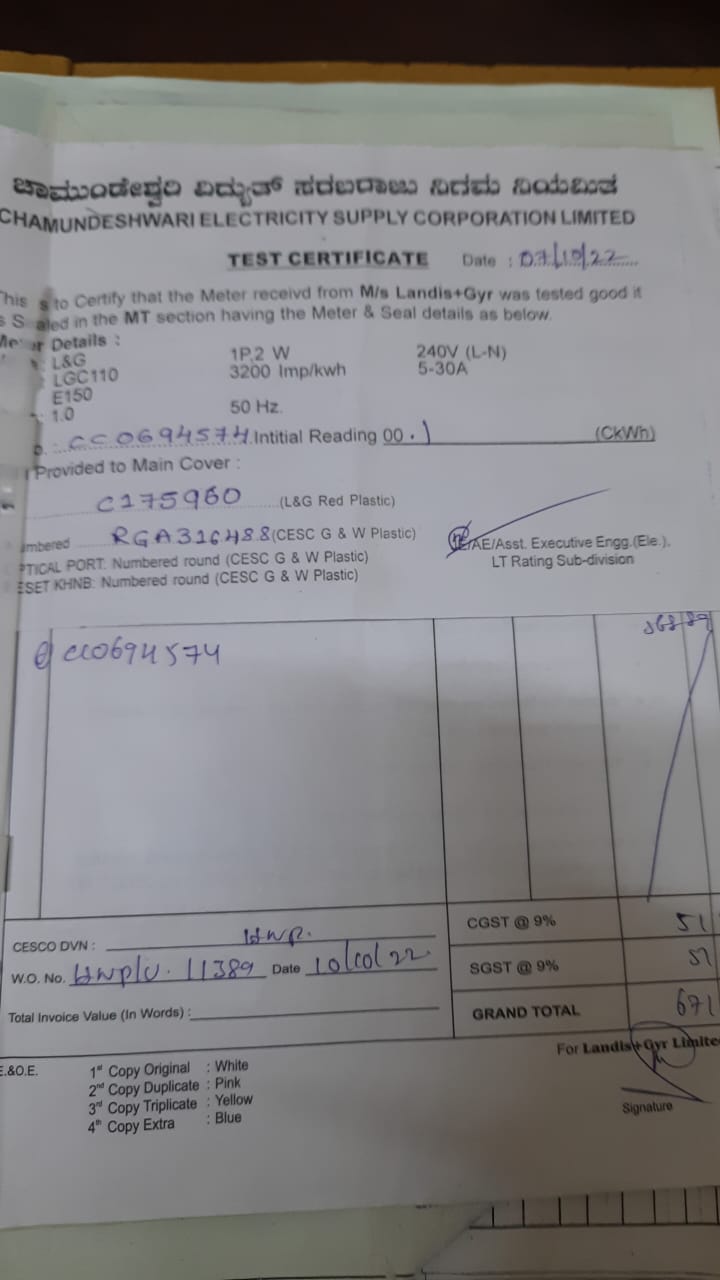 ಚಾಮುಂಡೇಶ್ವರಿ ವಿದ್ಯುತ್ ಸರಬರಾಜು ನಿಗಮ ನಿಯಮಿತ
CHAMUNDESHWARI ELECTRICITY SUPPLY CORPORATION LIMITED
TEST CERTIFICATE Date : 07/10/22
to Certify that the Meter receivd from M/s Landis+Gyr was tested good it
in the MT section having the Meter & Seal details as below.
Details :
: L&G 1P,2 W 240V (L-N)
: LGC110 3200 Imp/kwh 5-30A
E150
: 1.0 50 Hz.
: CC0694574 Intitial Reading 00.1 (CkWh)
Provided to Main Cover :
C175960 (L&G Red Plastic)
RGA316488 (CESC G & W Plastic)
AE/Asst. Executive Engg.(Ele.),
PORT: Numbered round (CESC G & W Plastic)
LT Rating Sub-division
KHNB: Numbered round (CESC G & W Plastic)
CC0694574
CGST @ 9% 51
CESCO DVN :
W.O. No. 11389 Date 10/10/22
SGST @ 9% 51
Total Invoice Value (In Words) :
GRAND TOTAL 671
For Landis+Gyr
E.&O.E. 1st Copy Original : White
2nd Copy Duplicate : Pink
3rd Copy Triplicate : Yellow
4th Copy Extra : Blue
Signature